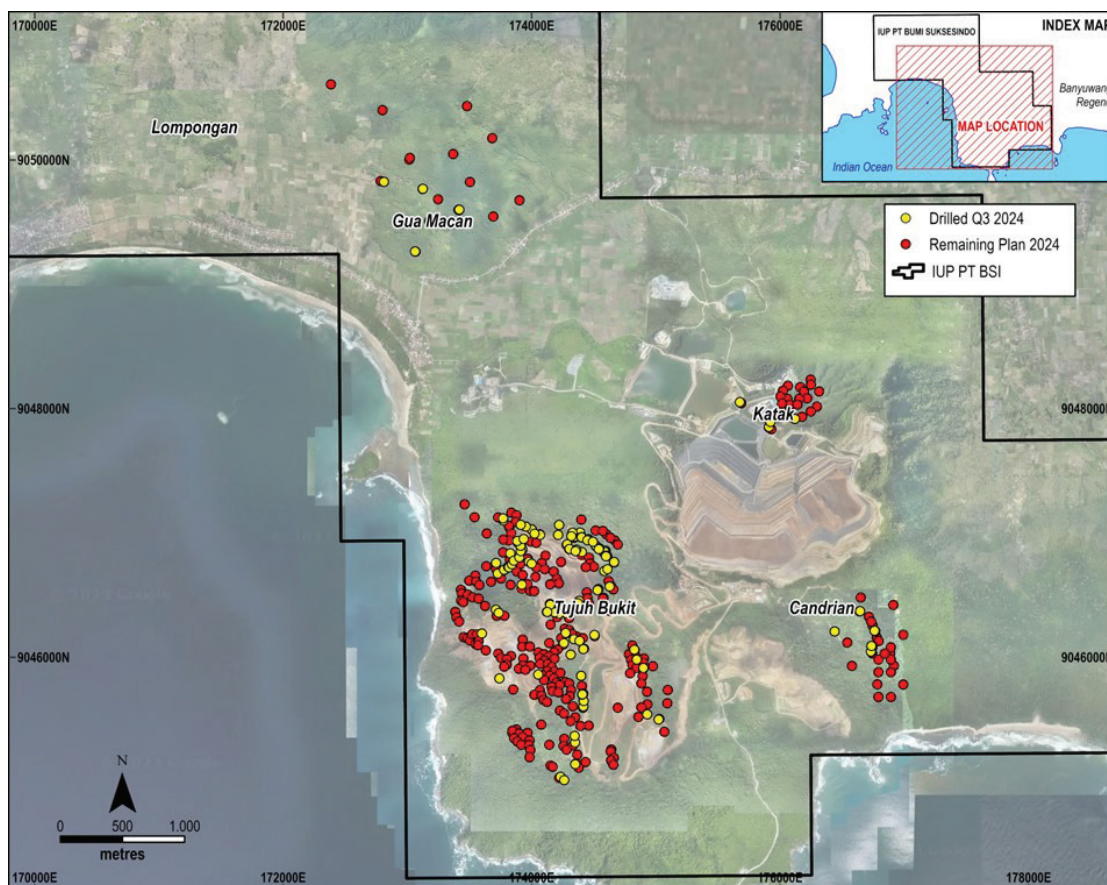 170000E
172000E
174000E
176000E
INDEX MAP
IUP PT BUMI SUKSESINDO
MAP LOCATION
Indian Ocean
Lompongan
9050000N
Gua Macan
Drilled Q3 2024
Remaining Plan 2024
IUP PT BSI
9048000N
9048000N
Katak
Tujuh Bukit
Candrian
9046000N
9046000N
N
0 500 1.000
metres
170000E
172000E
174000E
176000E
178000E